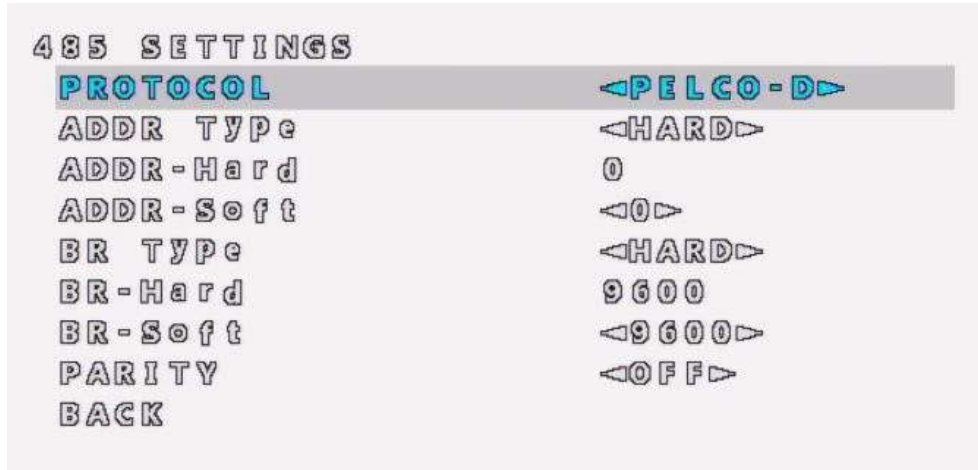 485 SETTINGS
PROTOCOL ◅PELCO-D▻
ADDR Type ◅HARD▻
ADDR-Hard 0
ADDR-Soft ◅0▻
BR Type ◅HARD▻
BR-Hard 9600
BR-Soft ◅9600▻
PARITY ◅OFF▻
BACK